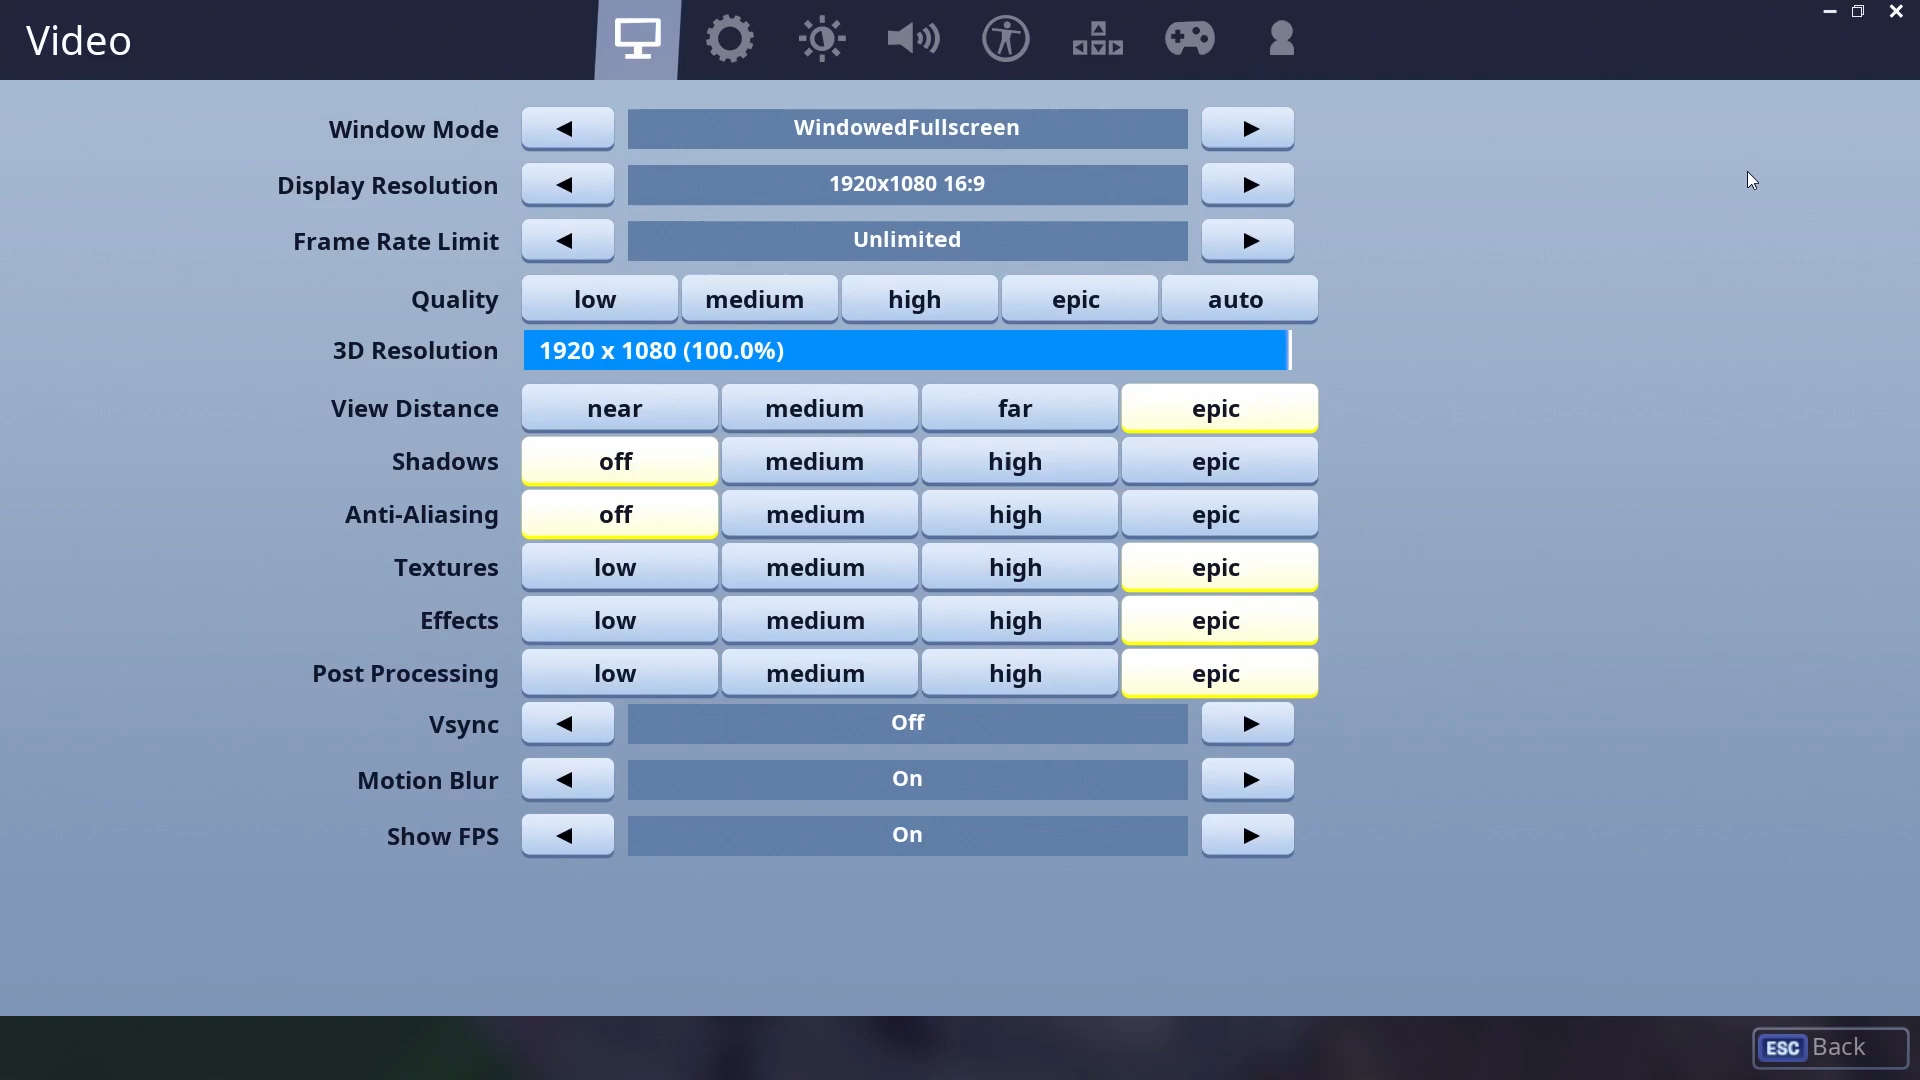 Video
Window Mode WindowedFullscreen
Display Resolution 1920x1080 16:9
Frame Rate Limit Unlimited
Quality low medium high epic auto
3D Resolution 1920 x 1080 (100.0%)
View Distance near medium far epic
Shadows off medium high epic
Anti-Aliasing off medium high epic
Textures low medium high epic
Effects low medium high epic
Post Processing low medium high epic
Vsync Off
Motion Blur On
Show FPS On
ESC Back